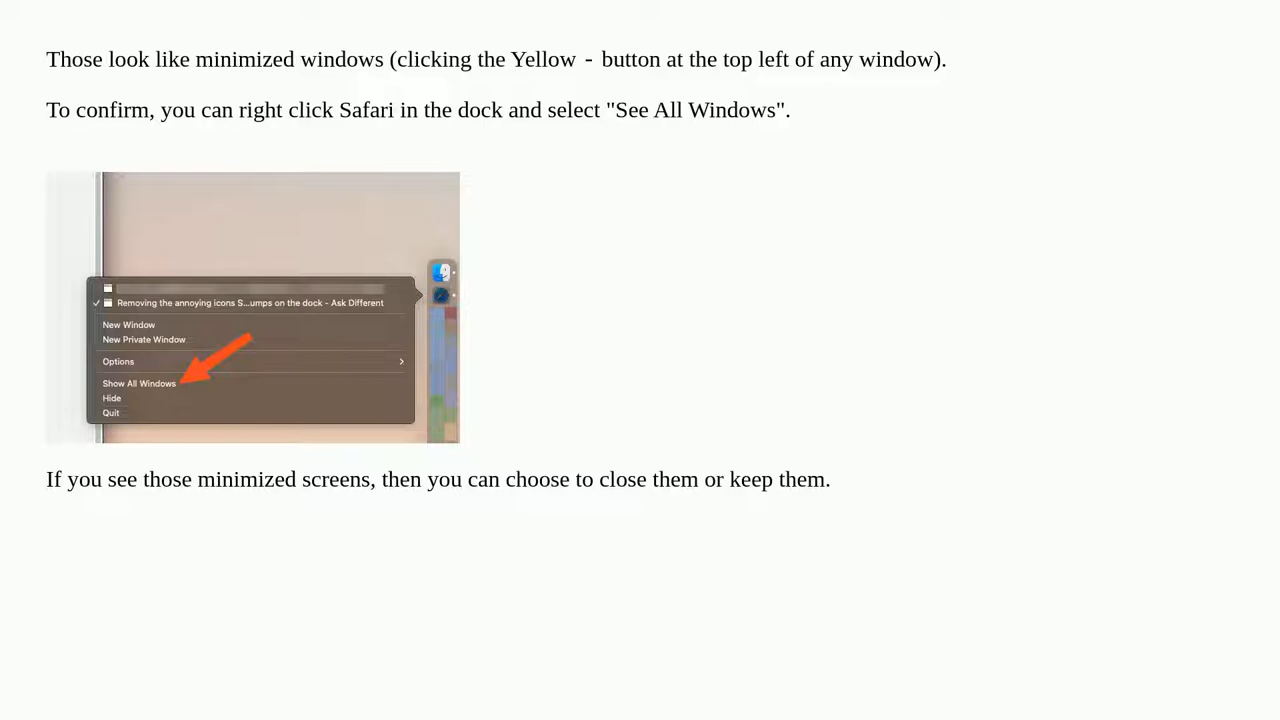 Those look like minimized windows (clicking the Yellow - button at the top left of any window).
To confirm, you can right click Safari in the dock and select "See All Windows".
✓ Removing the annoying icons S...umps on the dock - Ask Different
New Window
New Private Window
Options
Show All Windows
Hide
Quit
If you see those minimized screens, then you can choose to close them or keep them.